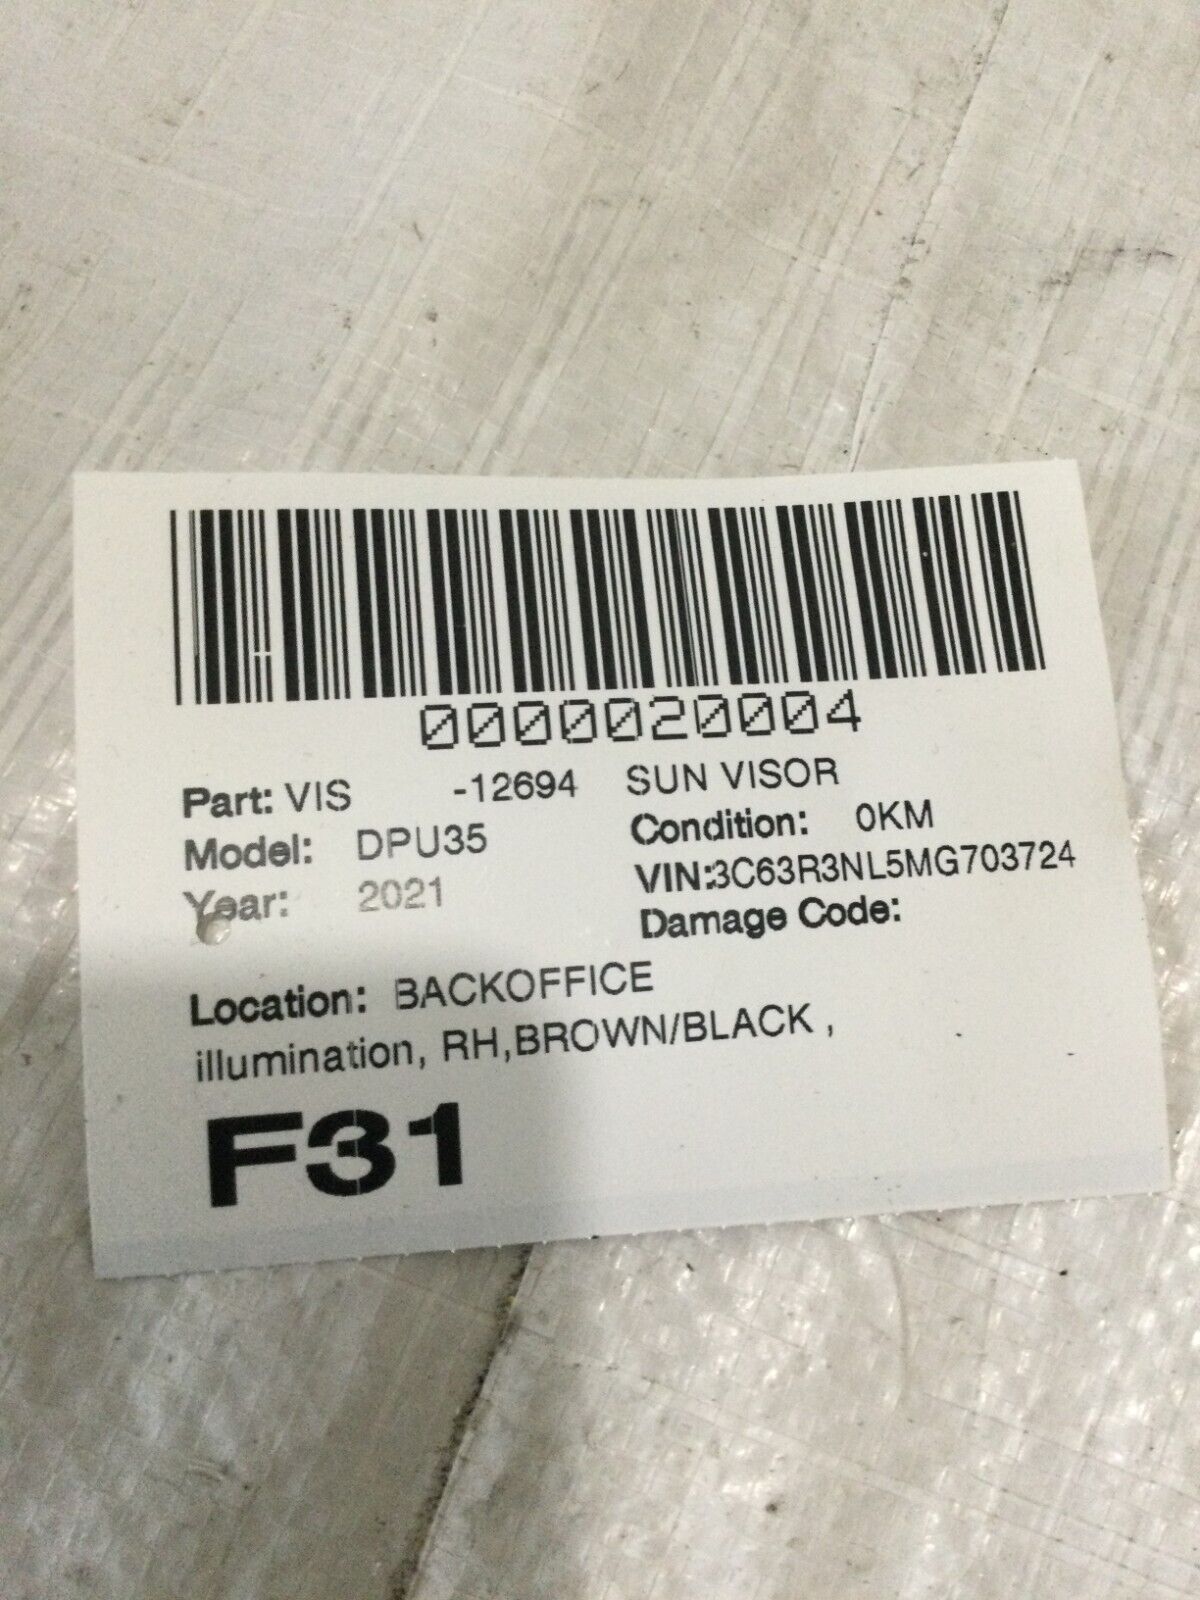 0000020004
Part: VIS -12694 SUN VISOR
Model: DPU35 Condition: 0KM
Year: 2021 VIN:3C63R3NL5MG703724
Damage Code:
Location: BACKOFFICE
illumination, RH,BROWN/BLACK ,
F31